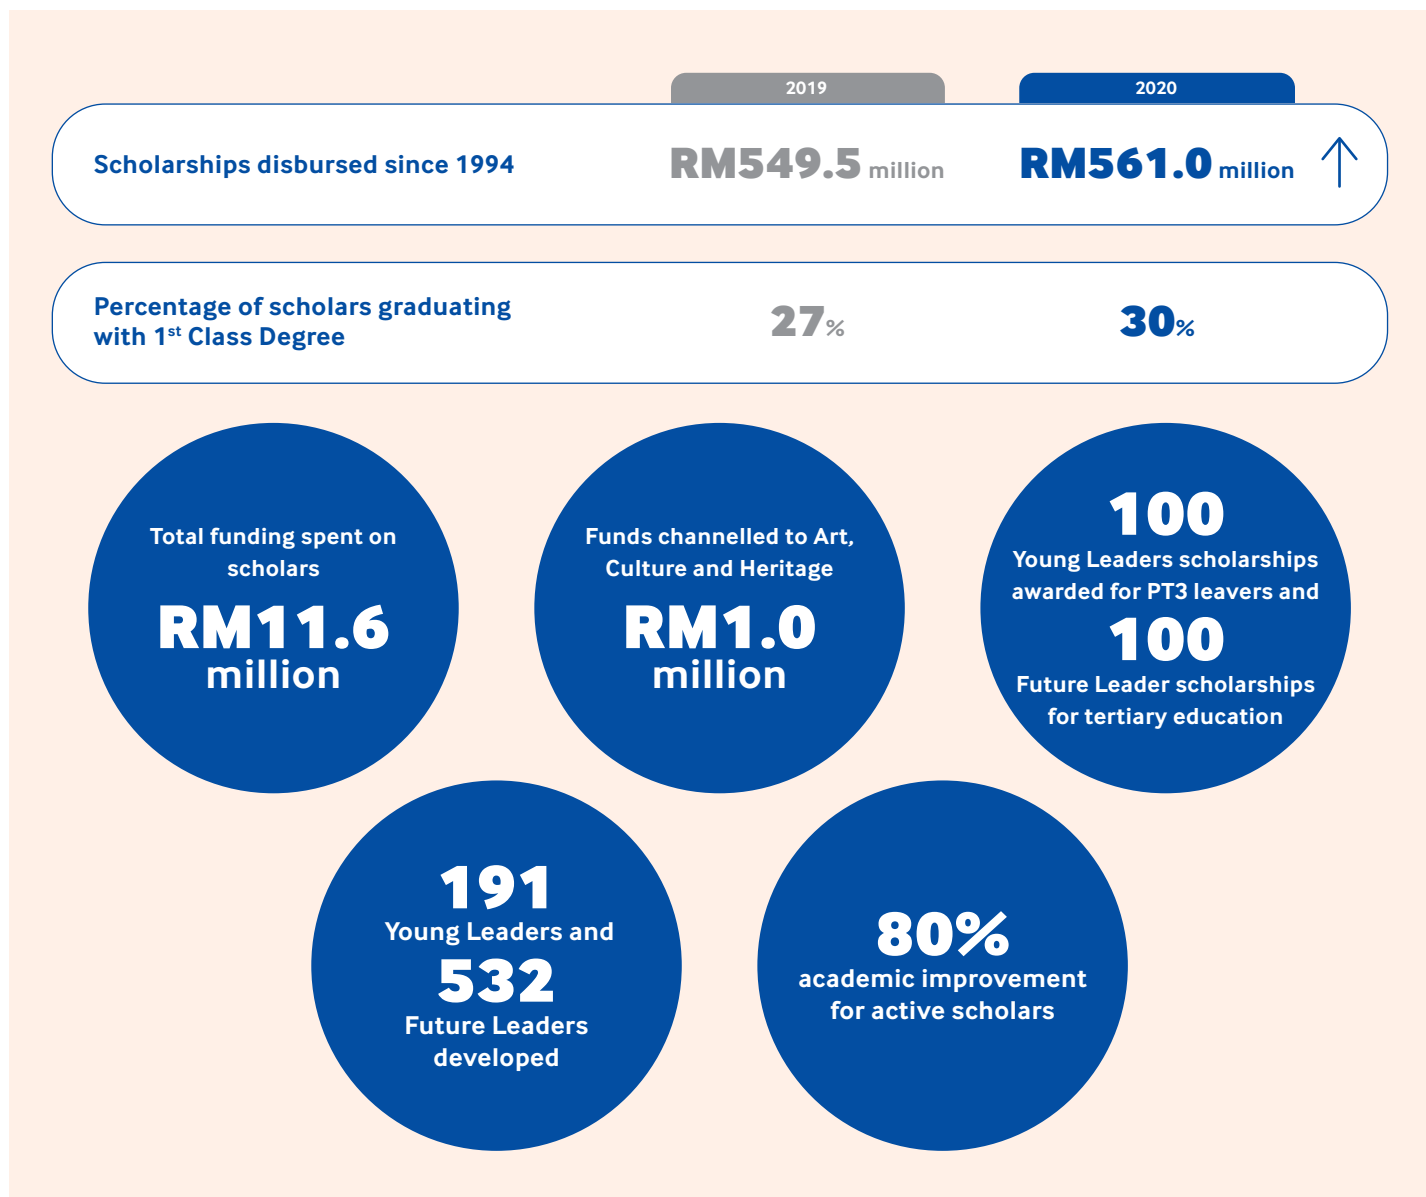 2019 2020
Scholarships disbursed since 1994 RM549.5 million RM561.0 million
Percentage of scholars graduating
with 1st Class Degree
27% 30%
Total funding spent on
scholars
RM11.6
million
Funds channelled to Art,
Culture and Heritage
RM1.0
million
100
Young Leaders scholarships
awarded for PT3 leavers and
100
Future Leader scholarships
for tertiary education
191
Young Leaders and
532
Future Leaders
developed
80%
academic improvement
for active scholars